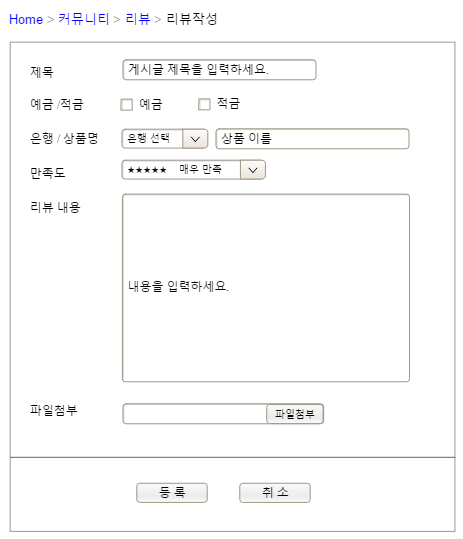 Home > 커뮤니티 > 리뷰 > 리뷰작성
제목 게시글 제목을 입력하세요.
예금 /적금 예금 적금
은행 / 상품명 은행 선택 상품 이름
만족도 ★★★★★ 매우 만족
리뷰 내용
내용을 입력하세요.
파일첨부 파일첨부
등 록 취 소